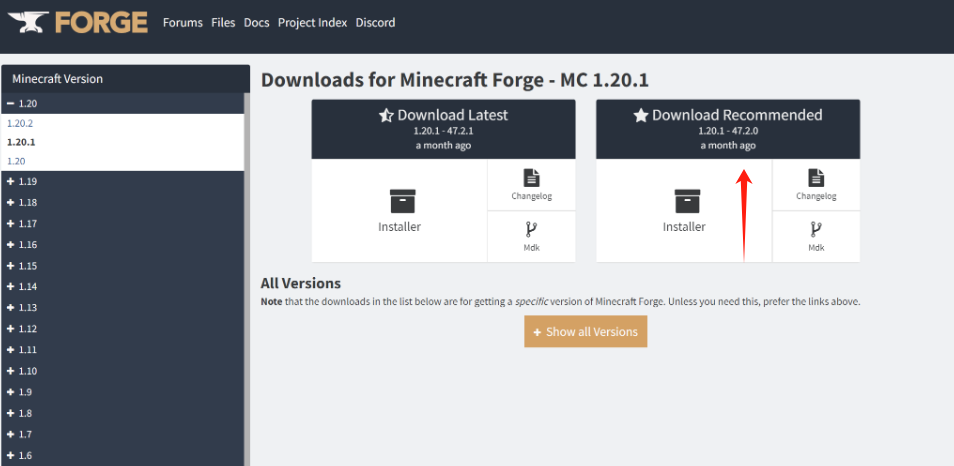 FORGE
Forums Files Docs Project Index Discord
Minecraft Version
1.20
1.20.2
1.20.1
1.20
1.19
1.18
1.17
1.16
1.15
1.14
1.13
1.12
1.11
1.10
1.9
1.8
1.7
1.6
Downloads for Minecraft Forge - MC 1.20.1
Download Latest
1.20.1 - 47.2.1
a month ago
Installer
Changelog
Mdk
Download Recommended
1.20.1 - 47.2.0
a month ago
Installer
Changelog
Mdk
All Versions
Note that the downloads in the list below are for getting a specific version of Minecraft Forge. Unless you need this, prefer the links above.
+ Show all Versions